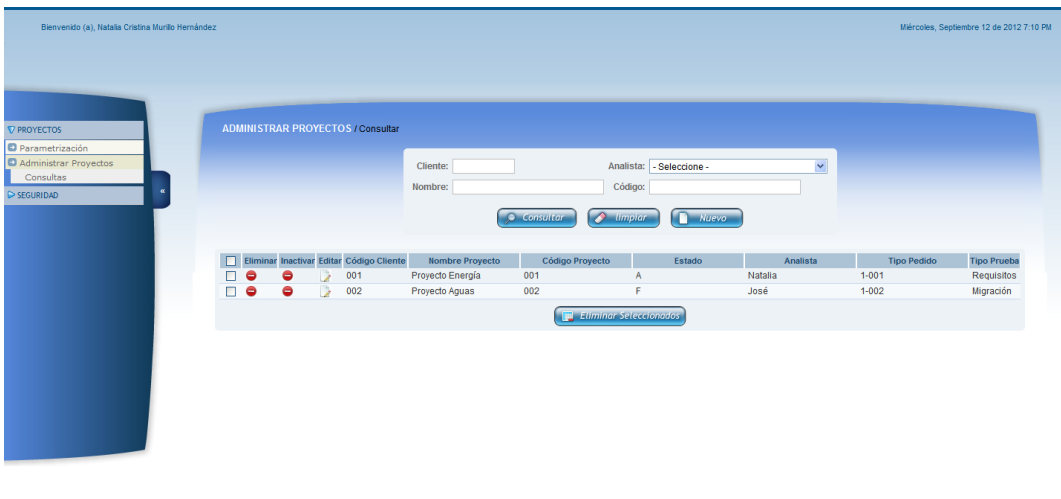 Bienvenido (a), Natalia Cristina Murillo Hernández
Miércoles, Septiembre 12 de 2012 7:10 PM
PROYECTOS
Parametrización
Administrar Proyectos
Consultas
SEGURIDAD
«
ADMINISTRAR PROYECTOS / Consultar
Cliente: Analista: - Seleccione -
Nombre: Código:
Consultar limpiar Nuevo
Eliminar Inactivar Editar Código Cliente Nombre Proyecto Código Proyecto Estado Analista Tipo Pedido Tipo Prueba
001 Proyecto Energía 001 A Natalia 1-001 Requisitos
002 Proyecto Aguas 002 F José 1-002 Migración
Eliminar Seleccionados